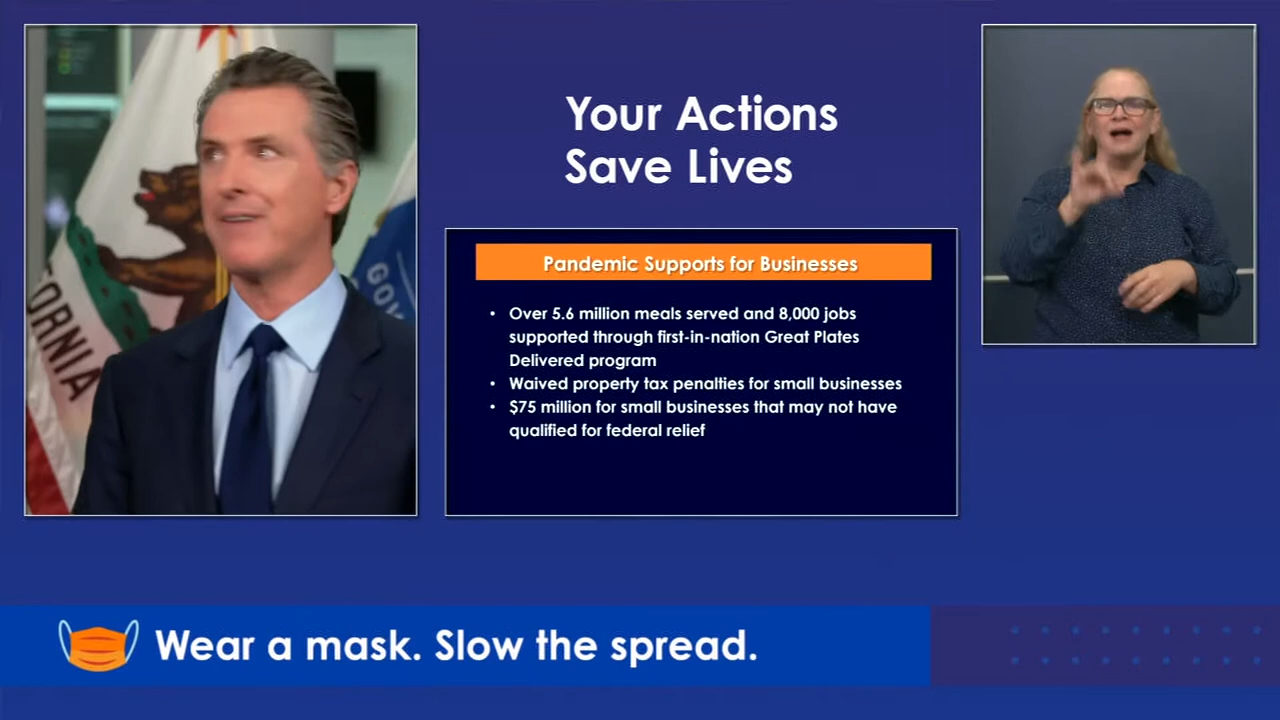 Your Actions
Save Lives
Pandemic Supports for Businesses
• Over 5.6 million meals served and 8,000 jobs
supported through first-in-nation Great Plates
Delivered program
• Waived property tax penalties for small businesses
• $75 million for small businesses that may not have
qualified for federal relief
ORNIA
GOV
Wear a mask. Slow the spread.